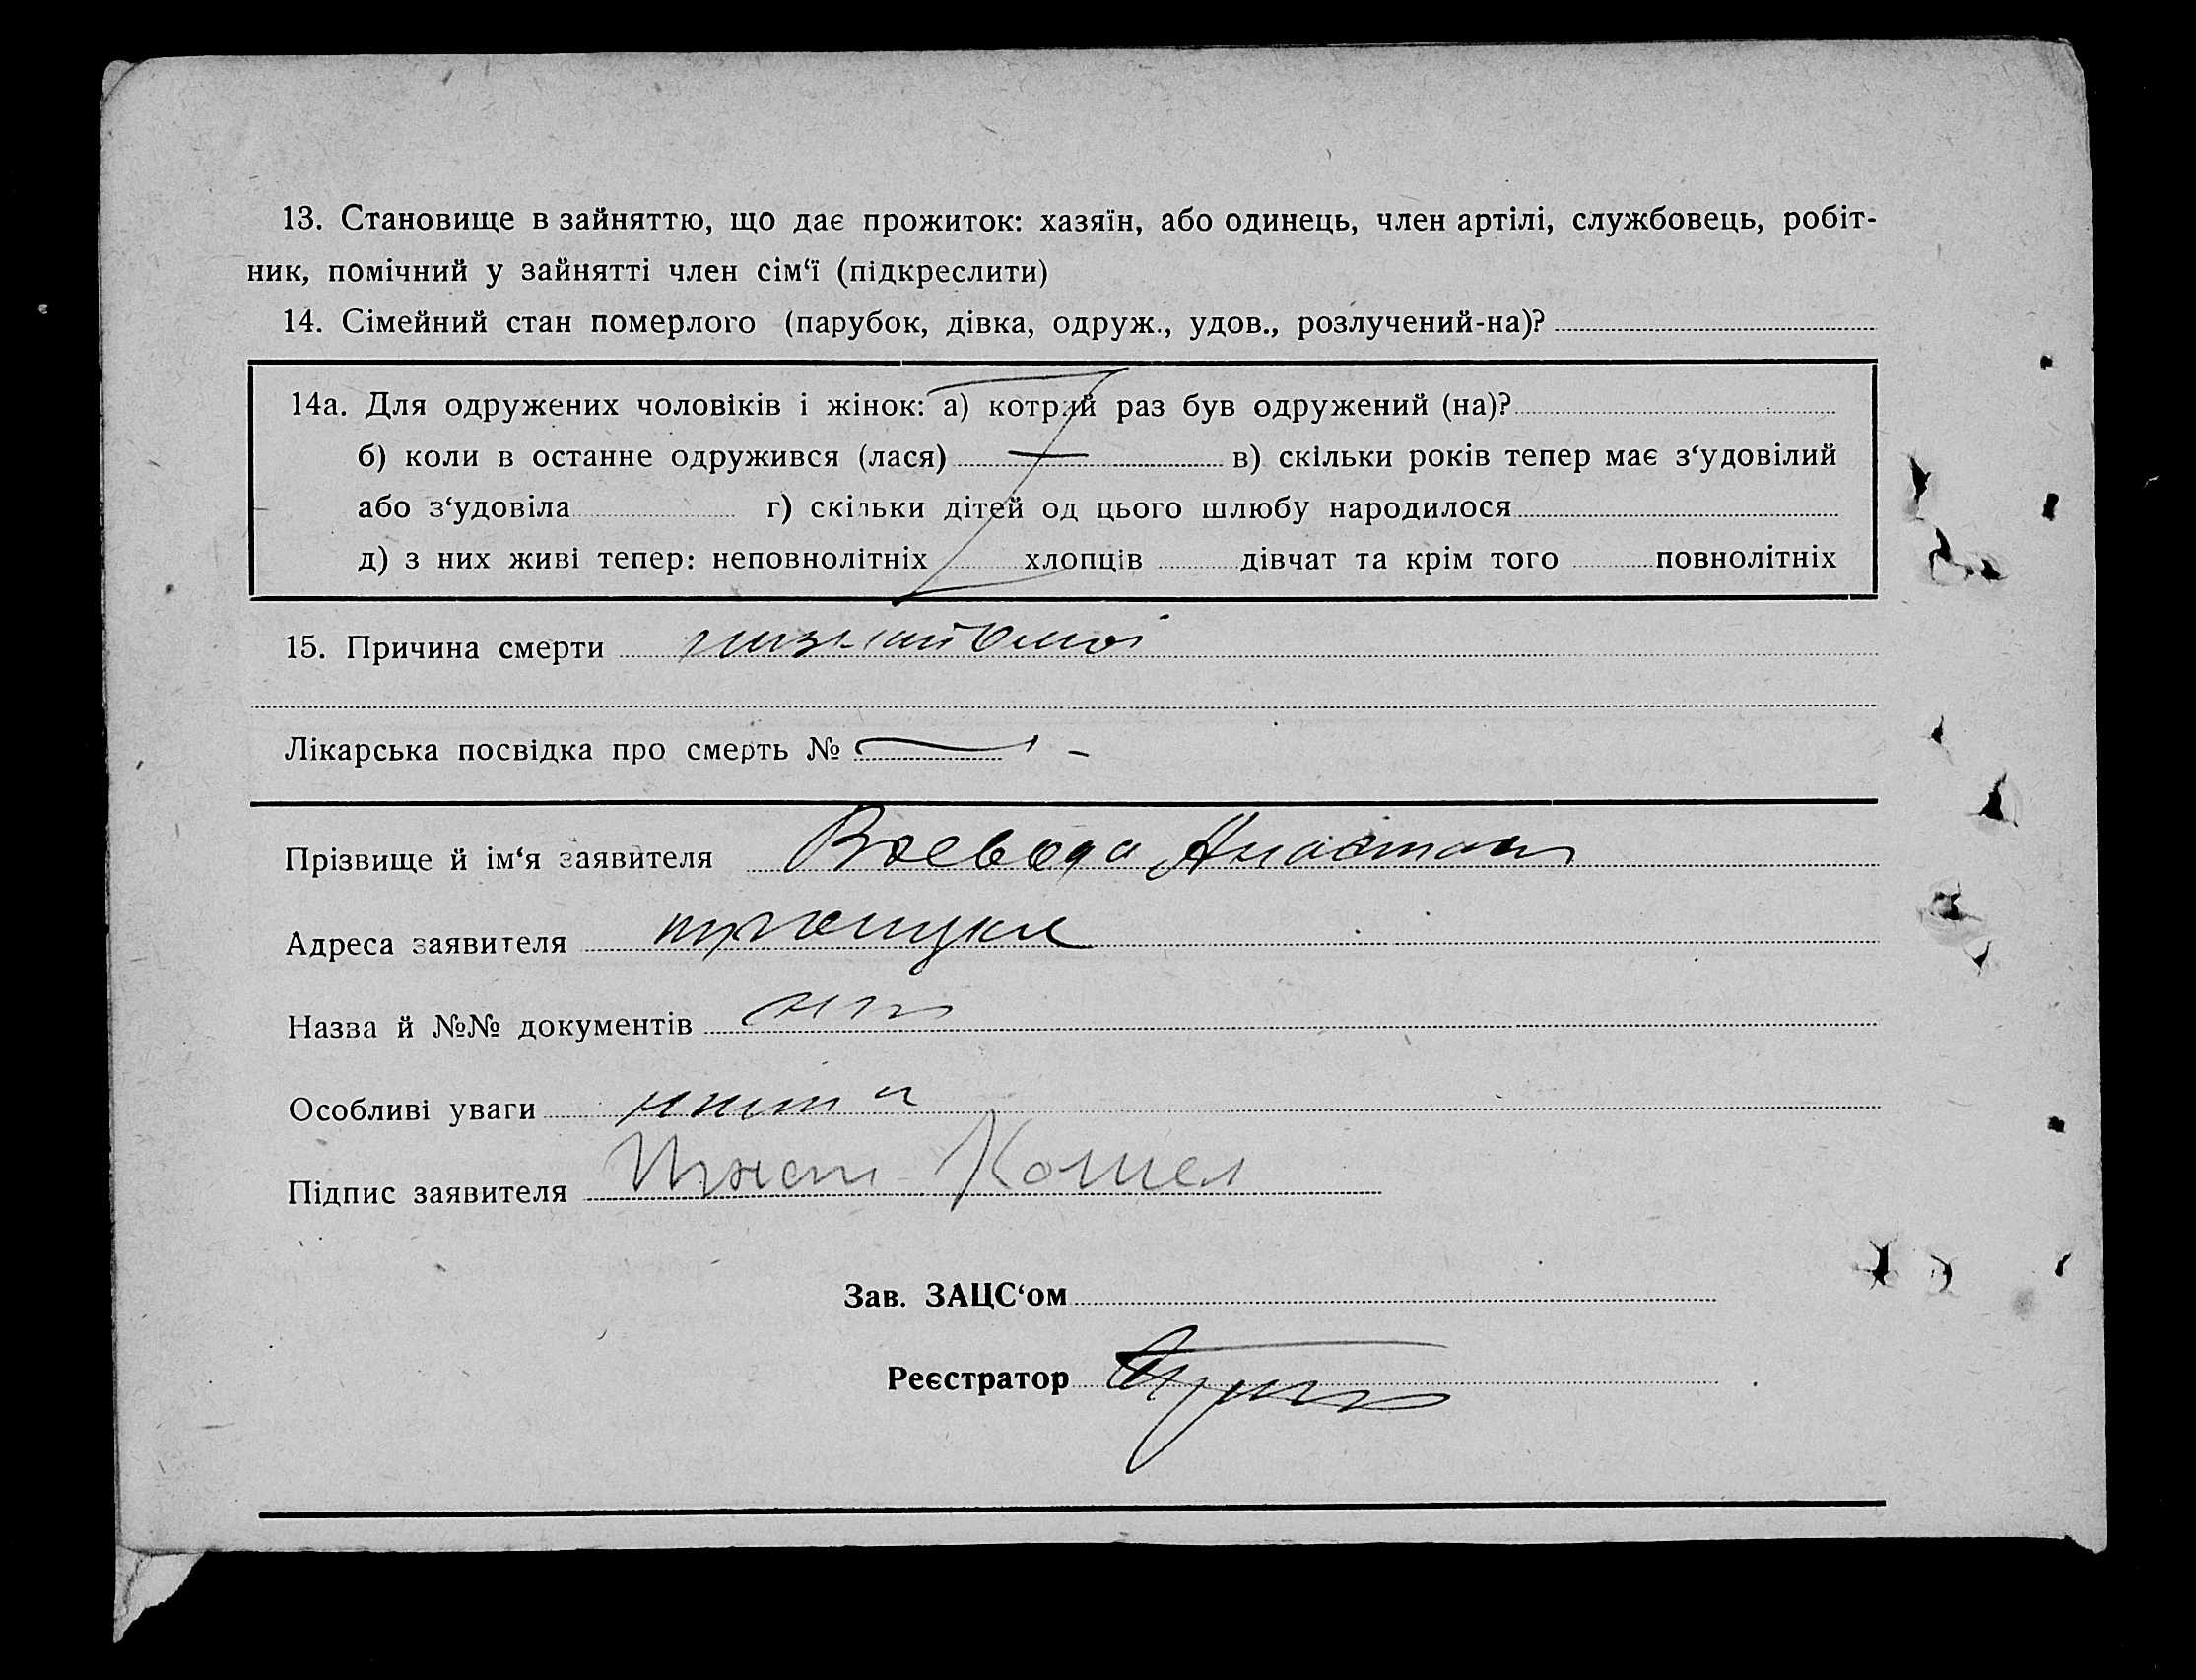 13. Становище в зайняттю, що дає прожиток: хазяїн, або одинець, член артілі, службовець, робіт-
ник, помічний у зайнятті член сім‘ї (підкреслити)
14. Сімейний стан померлого (парубок, дівка, одруж., удов., розлучений-на)?
14а. Для одружених чоловіків і жінок: а) котрий раз був одружений (на)?
б) коли в останне одружився (лася) — в) скільки років тепер має з‘удовілий
або з‘удовіла г) скільки дітей од цього шлюбу народилося
д) з них живі тепер: неповнолітніх хлопців дівчат та крім того повнолітніх
15. Причина смерти
Лікарська посвідка про смерть № —
Прізвище й ім‘я заявителя Воевода Анастас
Адреса заявителя
Назва й №№ документів
Особливі уваги
Підпис заявителя Кошел
Зав. ЗАЦС‘ом
Реєстратор